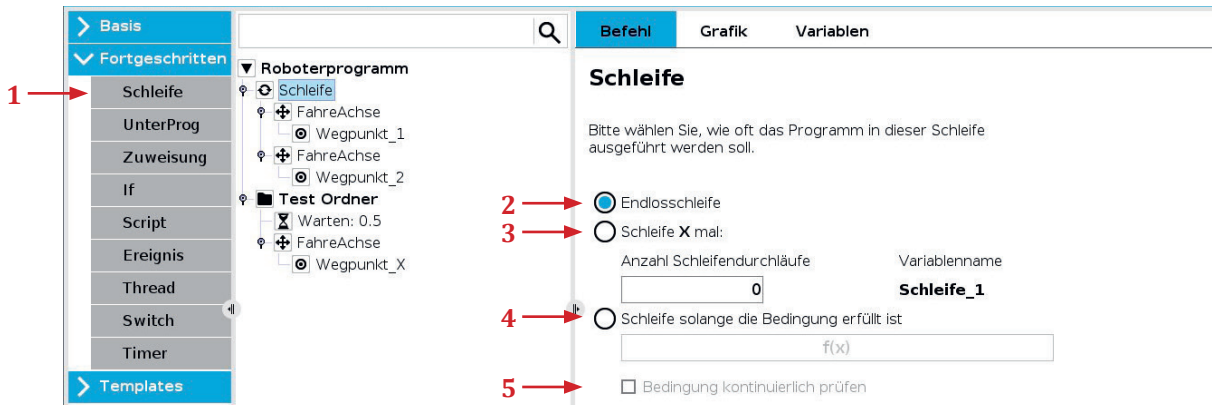 Basis
Fortgeschritten
1
Schleife
UnterProg
Zuweisung
If
Script
Ereignis
Thread
Switch
Timer
Templates
Roboterprogramm
Schleife
FahreAchse
Wegpunkt_1
FahreAchse
Wegpunkt_2
Test Ordner
Warten: 0.5
FahreAchse
Wegpunkt_X
Befehl Grafik Variablen
Schleife
Bitte wählen Sie, wie oft das Programm in dieser Schleife
ausgeführt werden soll.
2 Endlosschleife
3 Schleife X mal:
Anzahl Schleifendurchläufe Variablenname
0 Schleife_1
4 Schleife solange die Bedingung erfüllt ist
f(x)
5 Bedingung kontinuierlich prüfen